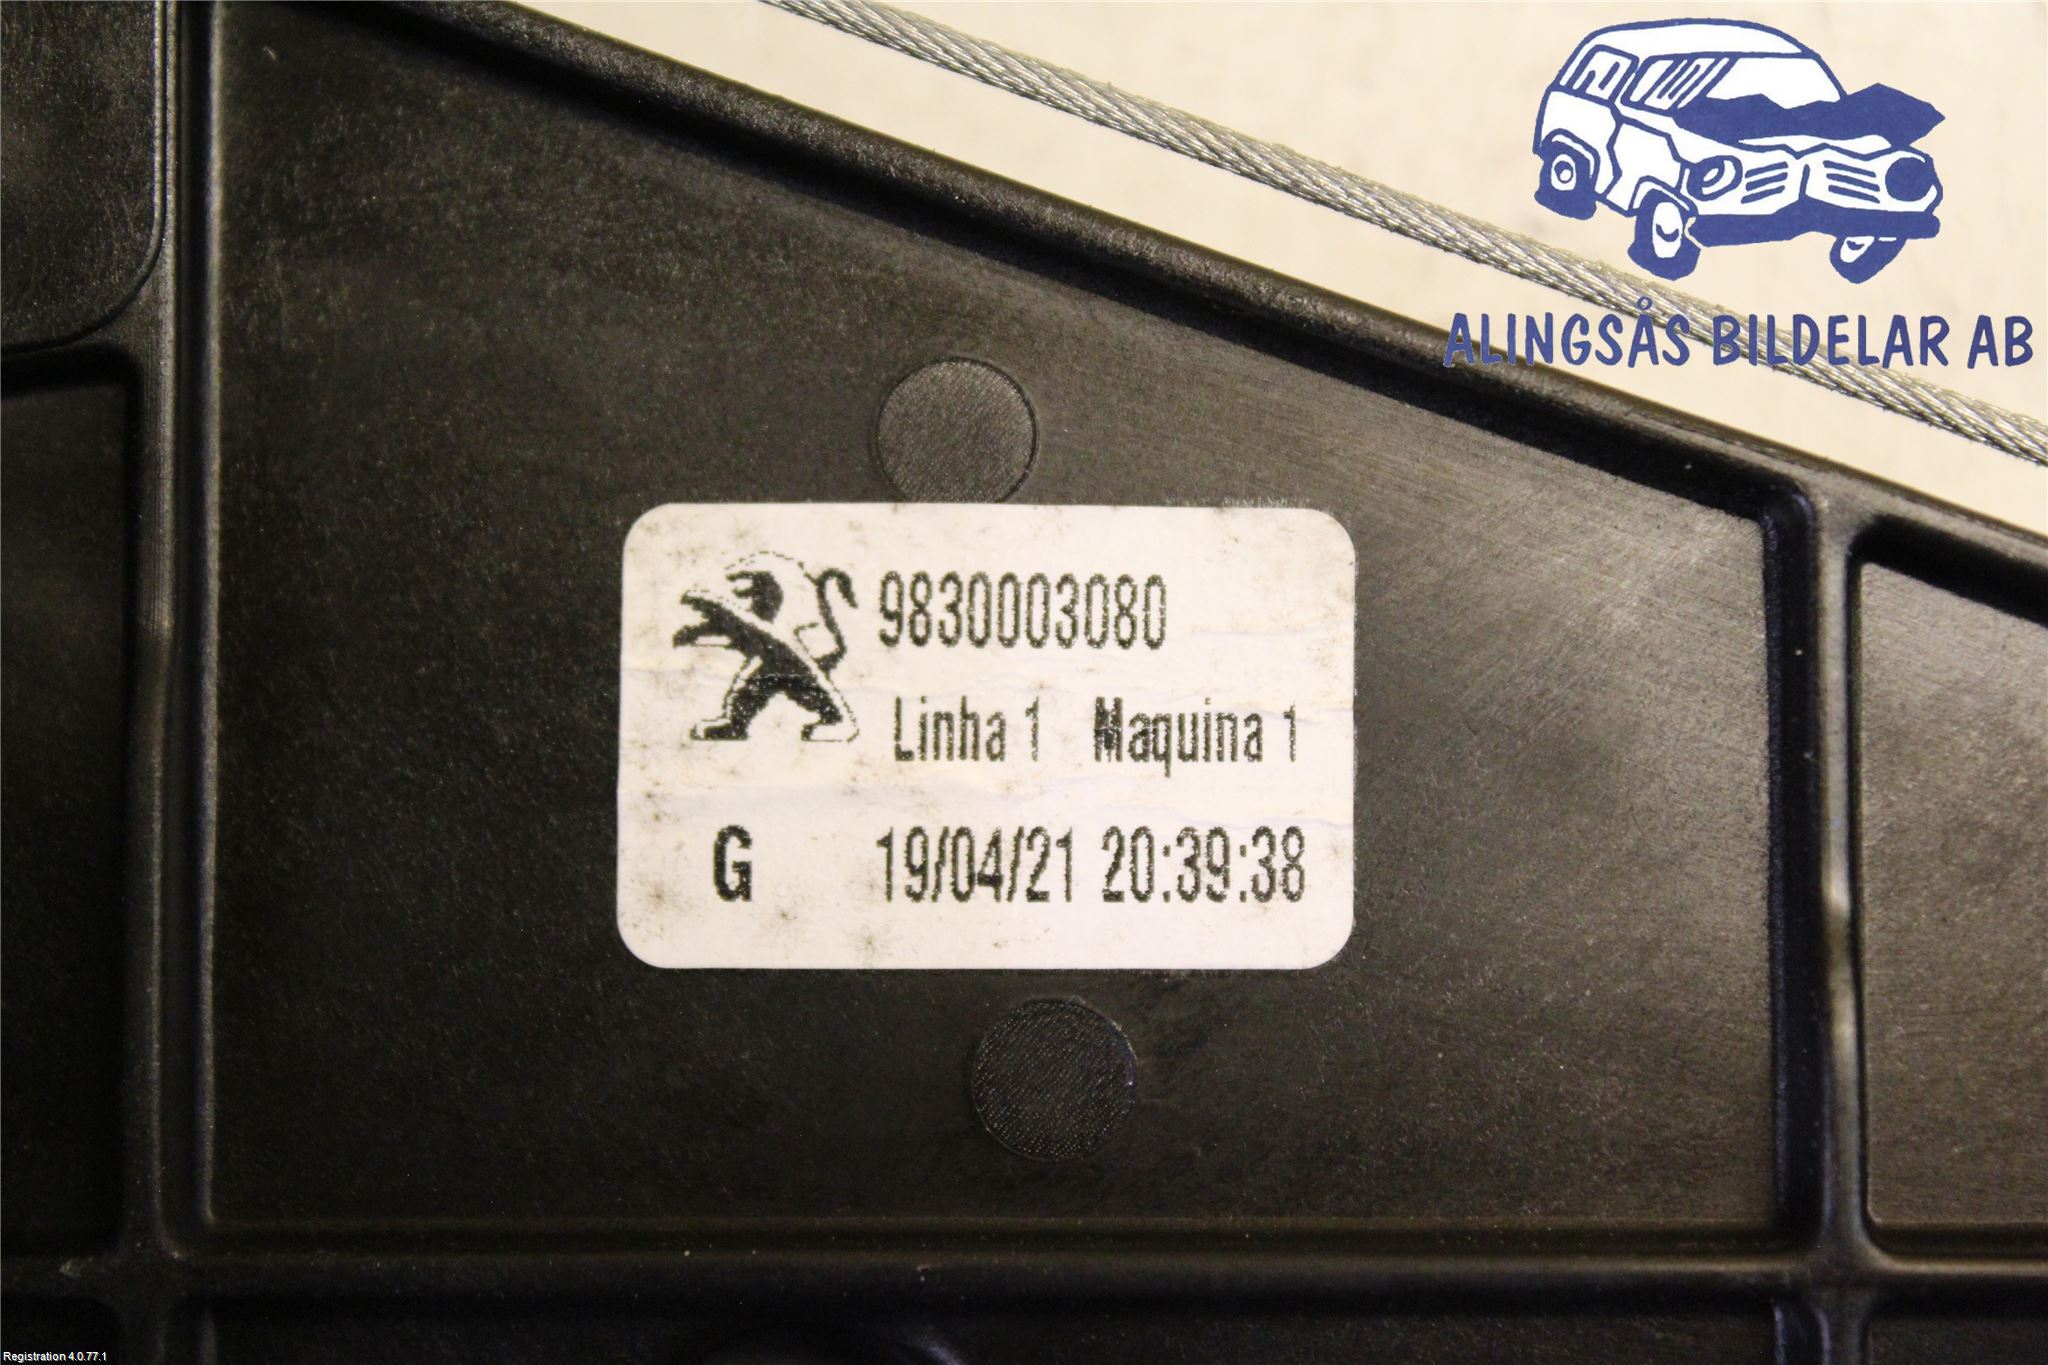 ALINGSÅS BILDELAR AB
9830003080
Linha 1 Maquina 1
G 19/04/21 20:39:38
Registration 4.0.77.1